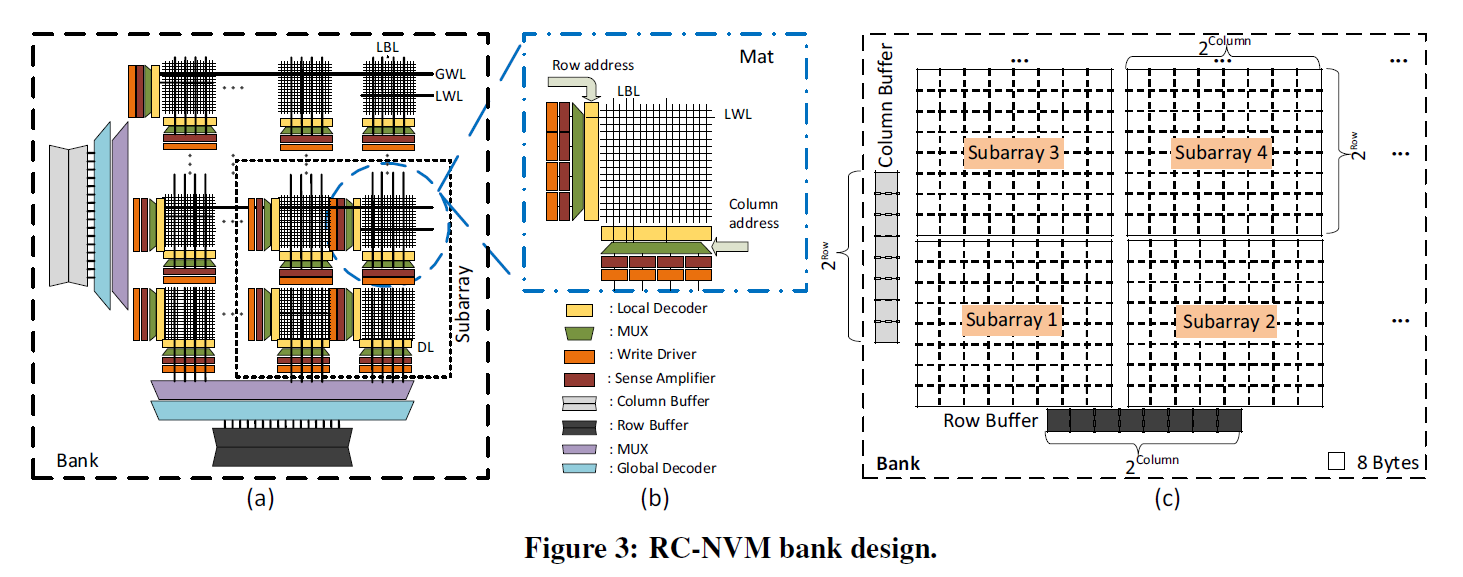 LBL
GWL
LWL
Subarray
DL
Bank
(a)
Mat
Row address
LBL
LWL
Column
address
: Local Decoder
: MUX
: Write Driver
: Sense Amplifier
: Column Buffer
: Row Buffer
: MUX
: Global Decoder
(b)
Column Buffer
2^Column
...
...
...
Subarray 3
Subarray 4
2^Row
...
2^Row
Subarray 1
Subarray 2
...
Row Buffer
2^Column
Bank
8 Bytes
(c)
Figure 3: RC-NVM bank design.